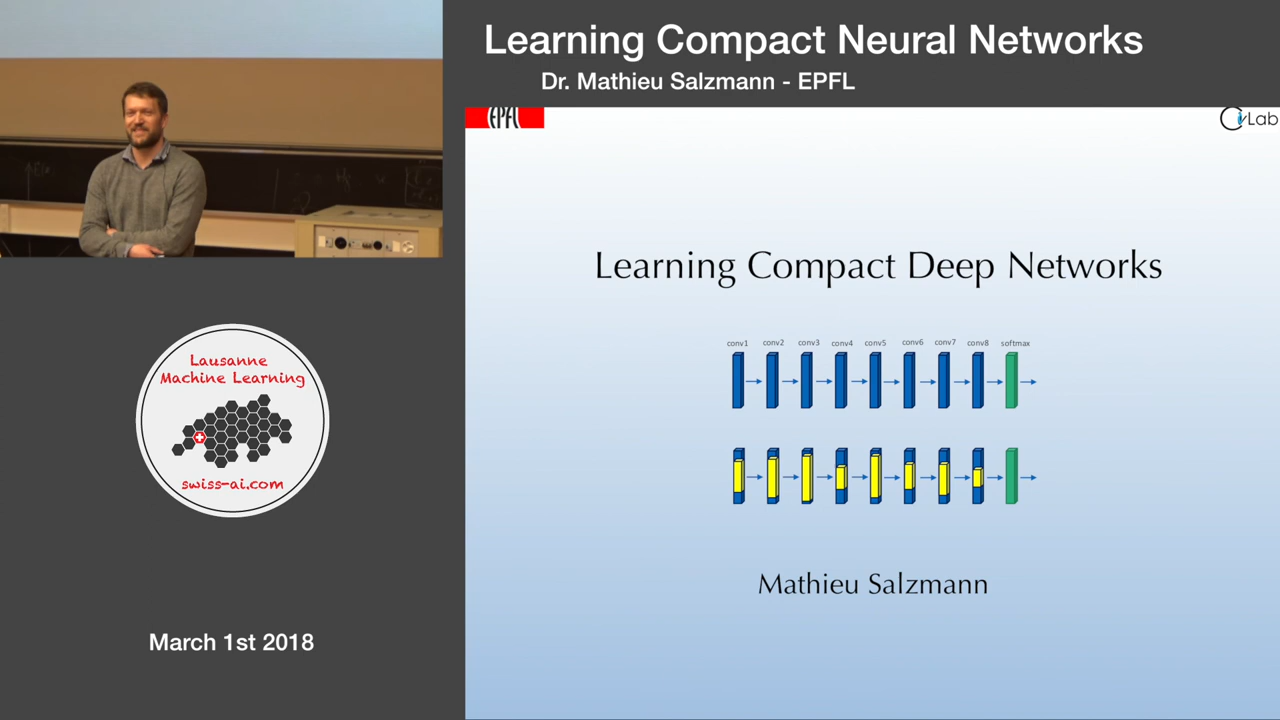 Learning Compact Neural Networks
Dr. Mathieu Salzmann - EPFL
EPFL
CVLab
Learning Compact Deep Networks
conv1 conv2 conv3 conv4 conv5 conv6 conv7 conv8 softmax
Mathieu Salzmann
Lausanne
Machine Learning
swiss-ai.com
March 1st 2018